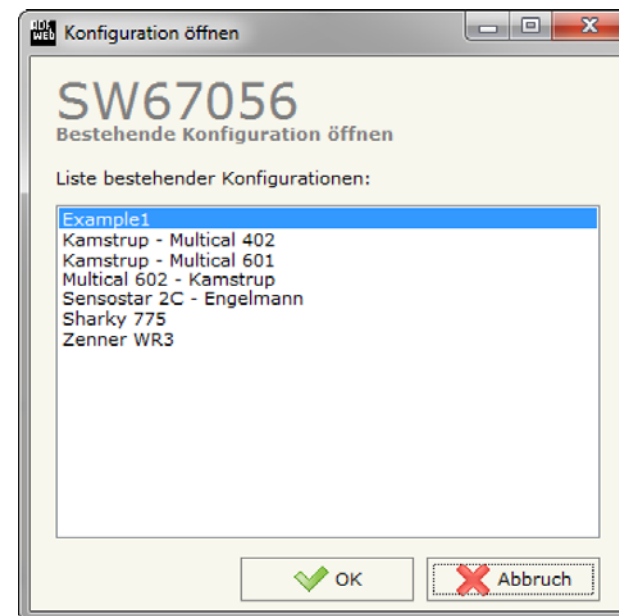 Konfiguration öffnen
SW67056
Bestehende Konfiguration öffnen
Liste bestehender Konfigurationen:
Example1
Kamstrup - Multical 402
Kamstrup - Multical 601
Multical 602 - Kamstrup
Sensostar 2C - Engelmann
Sharky 775
Zenner WR3
OK
Abbruch